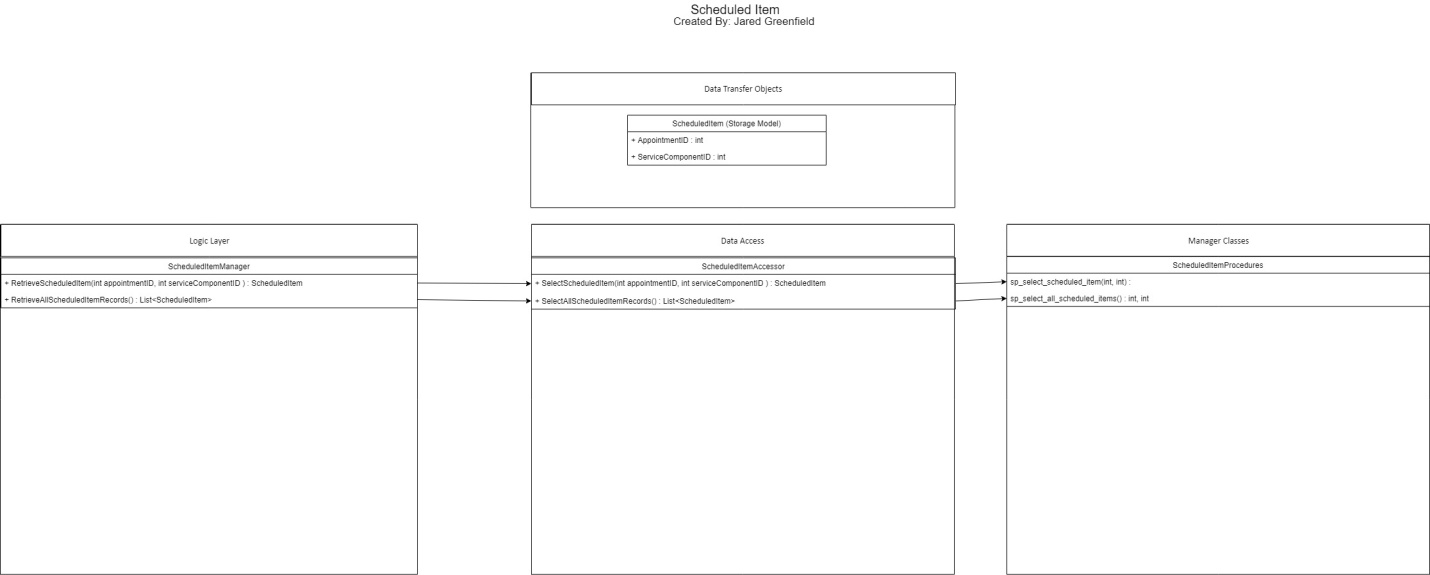 Scheduled Item
Created By: Jared Greenfield
Data Transfer Objects
ScheduledItem (Storage Model)
+ AppointmentID : int
+ ServiceComponentID : int
Logic Layer
ScheduledItemManager
+ RetrieveScheduledItem(int appointmentID, int serviceComponentID ) : ScheduledItem
+ RetrieveAllScheduledItemRecords() : List<ScheduledItem>
Data Access
ScheduledItemAccessor
+ SelectScheduledItem(int appointmentID, int serviceComponentID ) : ScheduledItem
+ SelectAllScheduledItemRecords() : List<ScheduledItem>
Manager Classes
ScheduledItemProcedures
sp_select_scheduled_item(int, int) :
sp_select_all_scheduled_items() : int, int